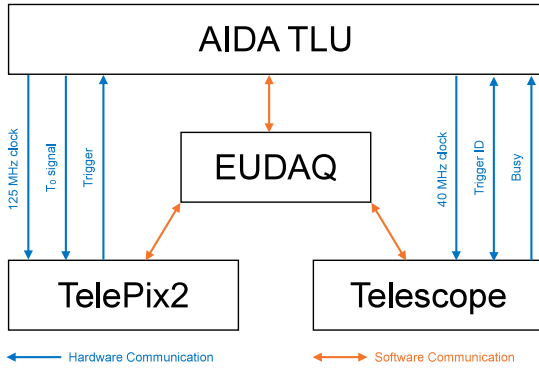 AIDA TLU
125 MHz clock
T0 signal
Trigger
EUDAQ
40 MHz clock
Trigger ID
Busy
TelePix2
Telescope
Hardware Communication
Software Communication